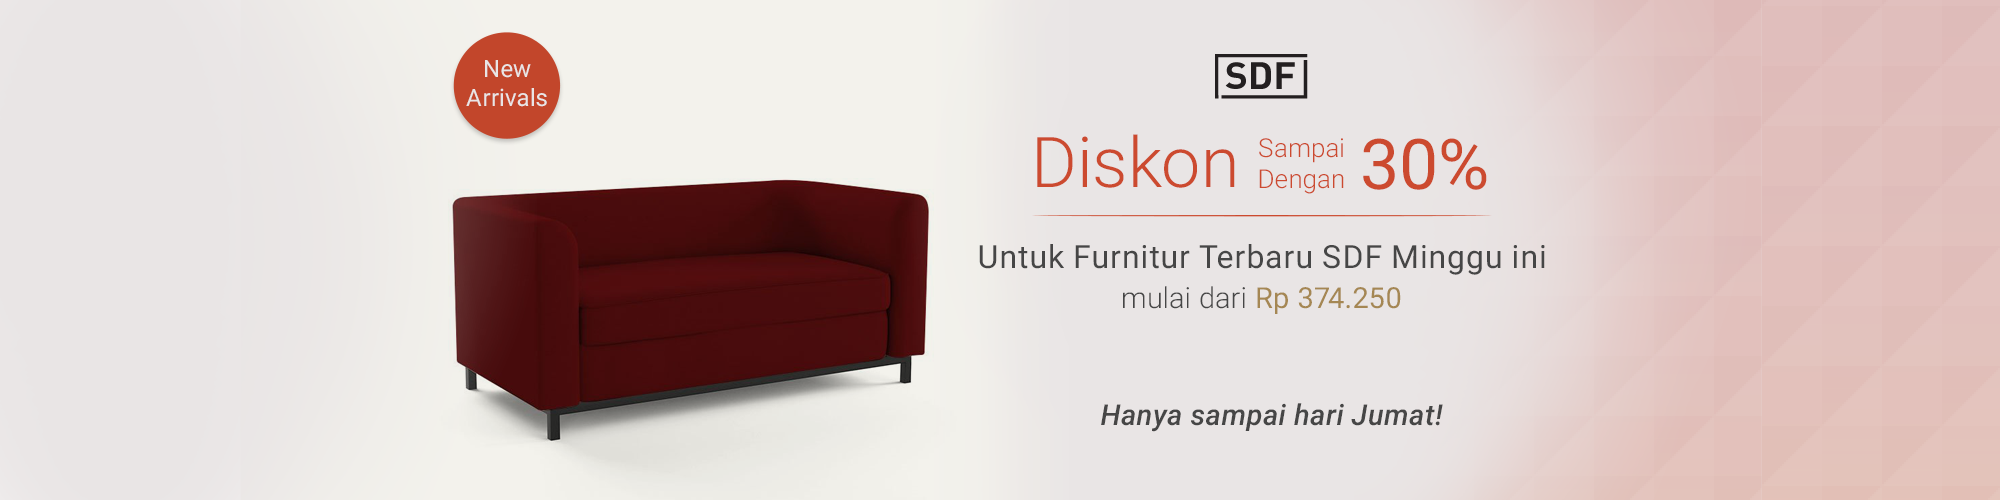 New
Arrivals
SDF
Diskon Sampai Dengan 30%
Untuk Furnitur Terbaru SDF Minggu ini
mulai dari Rp 374.250
Hanya sampai hari Jumat!